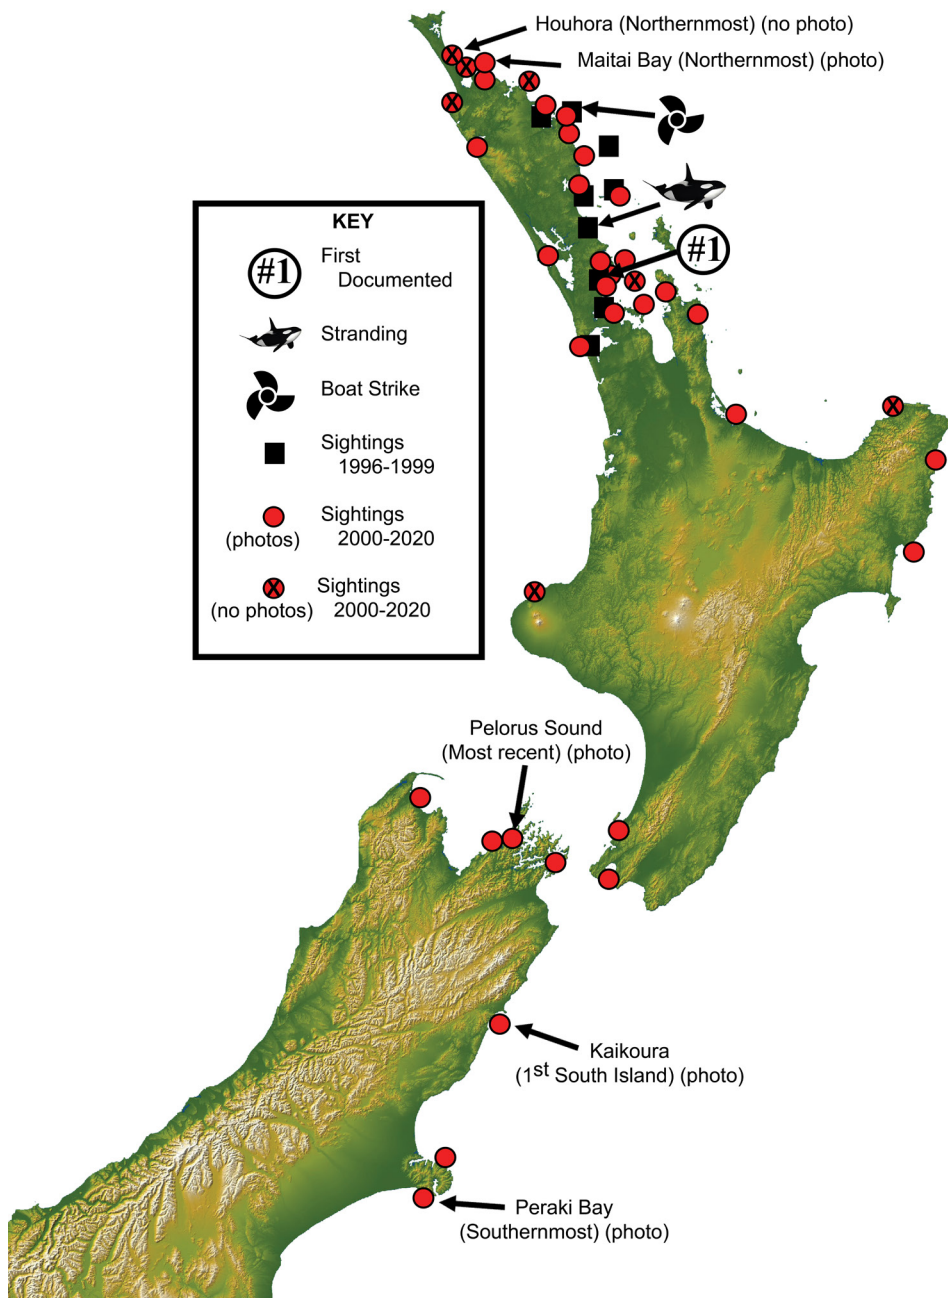 Houhora (Northernmost) (no photo)
Maitai Bay (Northernmost) (photo)
#1
KEY
#1
First
Documented
Stranding
Boat Strike
Sightings
1996-1999
(photos)
Sightings
2000-2020
(no photos)
Sightings
2000-2020
Pelorus Sound
(Most recent) (photo)
Kaikoura
(1st South Island) (photo)
Peraki Bay
(Southernmost) (photo)